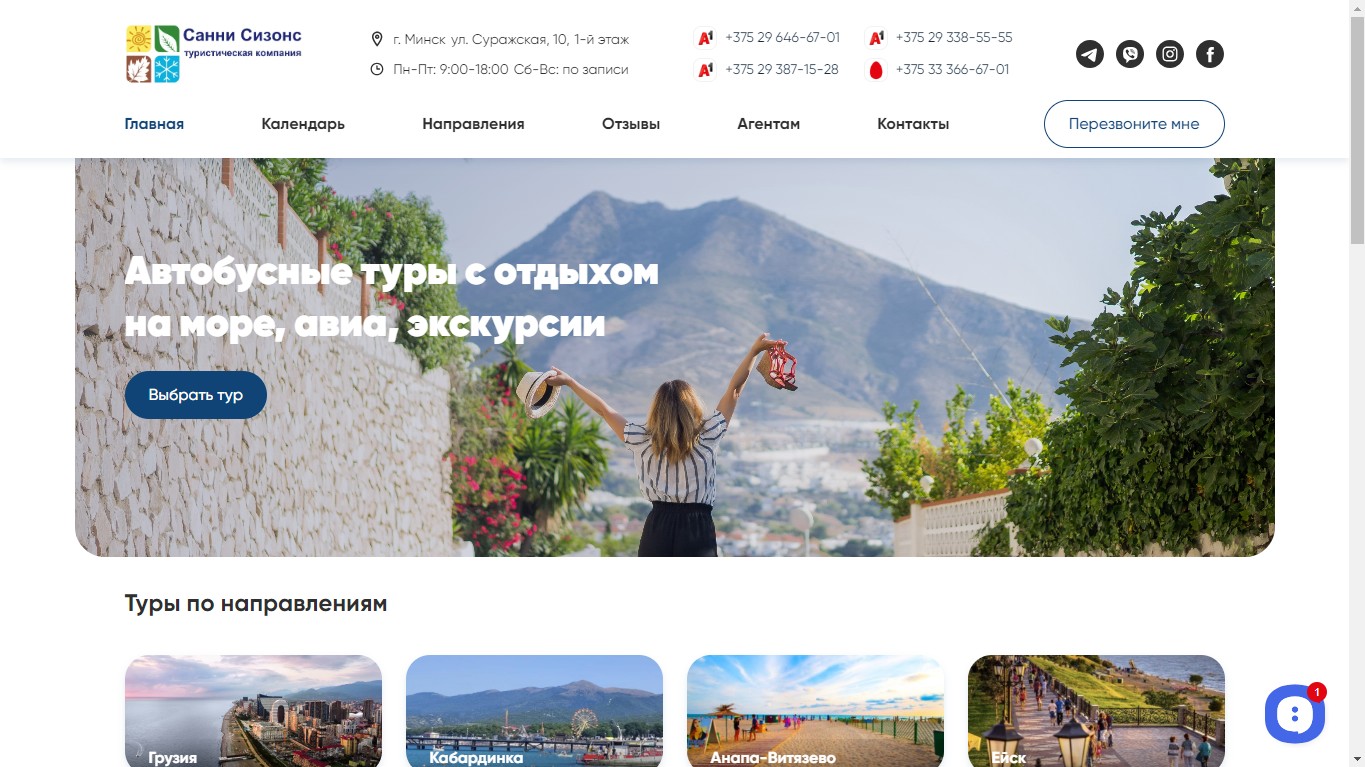 Санни Сизонс
туристическая компания
г. Минск ул. Суражская, 10, 1-й этаж
Пн-Пт: 9:00-18:00 Сб-Вс: по записи
A1 +375 29 646-67-01
A1 +375 29 338-55-55
A1 +375 29 387-15-28
+375 33 366-67-01
Главная
Календарь
Направления
Отзывы
Агентам
Контакты
Перезвоните мне
Автобусные туры с отдыхом
на море, авиа, экскурсии
Выбрать тур
Туры по направлениям
Грузия
Кабардинка
Анапа-Витязево
Ейск
1